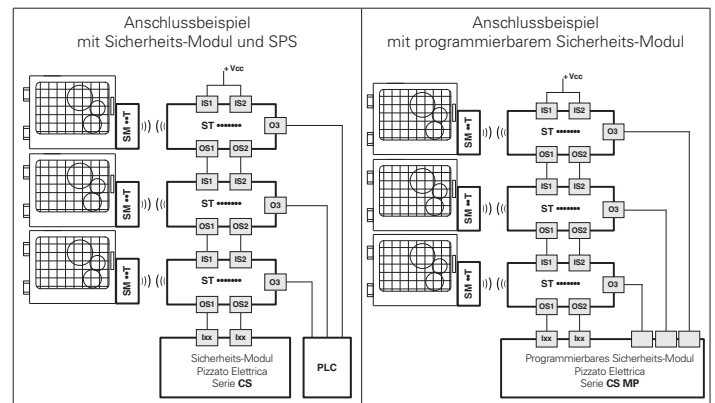 Anschlussbeispiel
mit Sicherheits-Modul und SPS
+ Vcc
IS1 IS2
SM ••T
ST •••••••
O3
OS1 OS2
IS1 IS2
SM ••T
ST •••••••
O3
OS1 OS2
IS1 IS2
SM ••T
ST •••••••
O3
OS1 OS2
Ixx Ixx
Sicherheits-Modul
Pizzato Elettrica
Serie CS
PLC
Anschlussbeispiel
mit programmierbarem Sicherheits-Modul
+ Vcc
IS1 IS2
SM ••T
ST •••••••
O3
OS1 OS2
IS1 IS2
SM ••T
ST •••••••
O3
OS1 OS2
IS1 IS2
SM ••T
ST •••••••
O3
OS1 OS2
Ixx Ixx
Programmierbares Sicherheits-Modul
Pizzato Elettrica
Serie CS MP